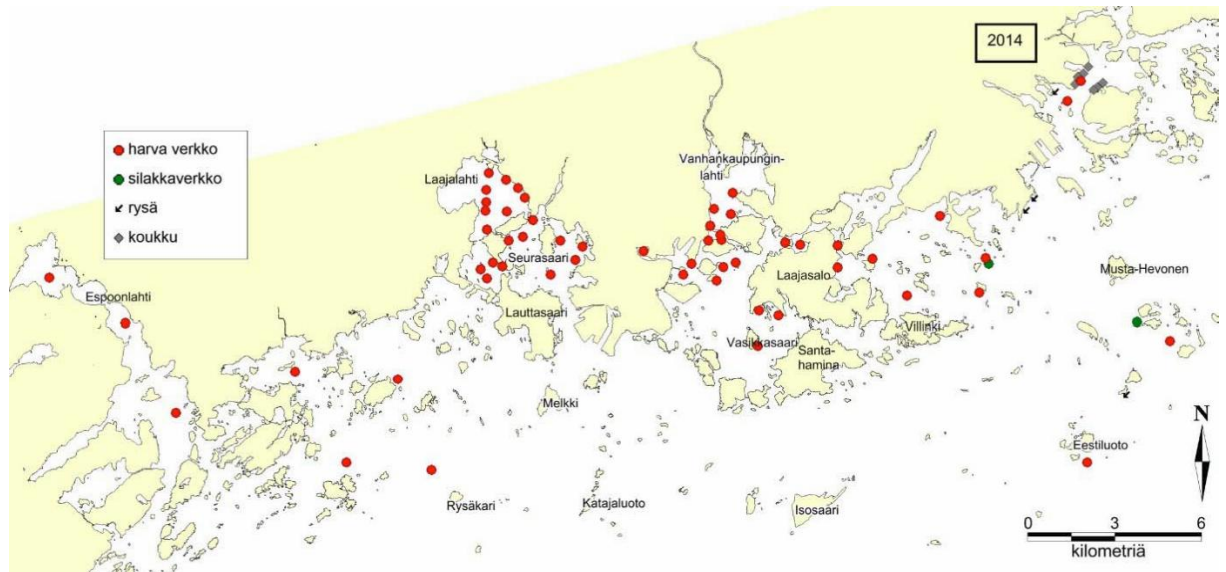 2014
harva verkko
silakkaverkko
rysä
koukku
Vanhankaupungin-
lahti
Laajalahti
Seurasaari
Espoonlahti
Lauttasaari
Laajasalo
Musta-Hevonen
Villinki
Vasikkasaari
Santa-
hamina
Melkki
N
Eestiluoto
Rysäkari
Katajaluoto
Isosaari
0 3 6
kilometriä